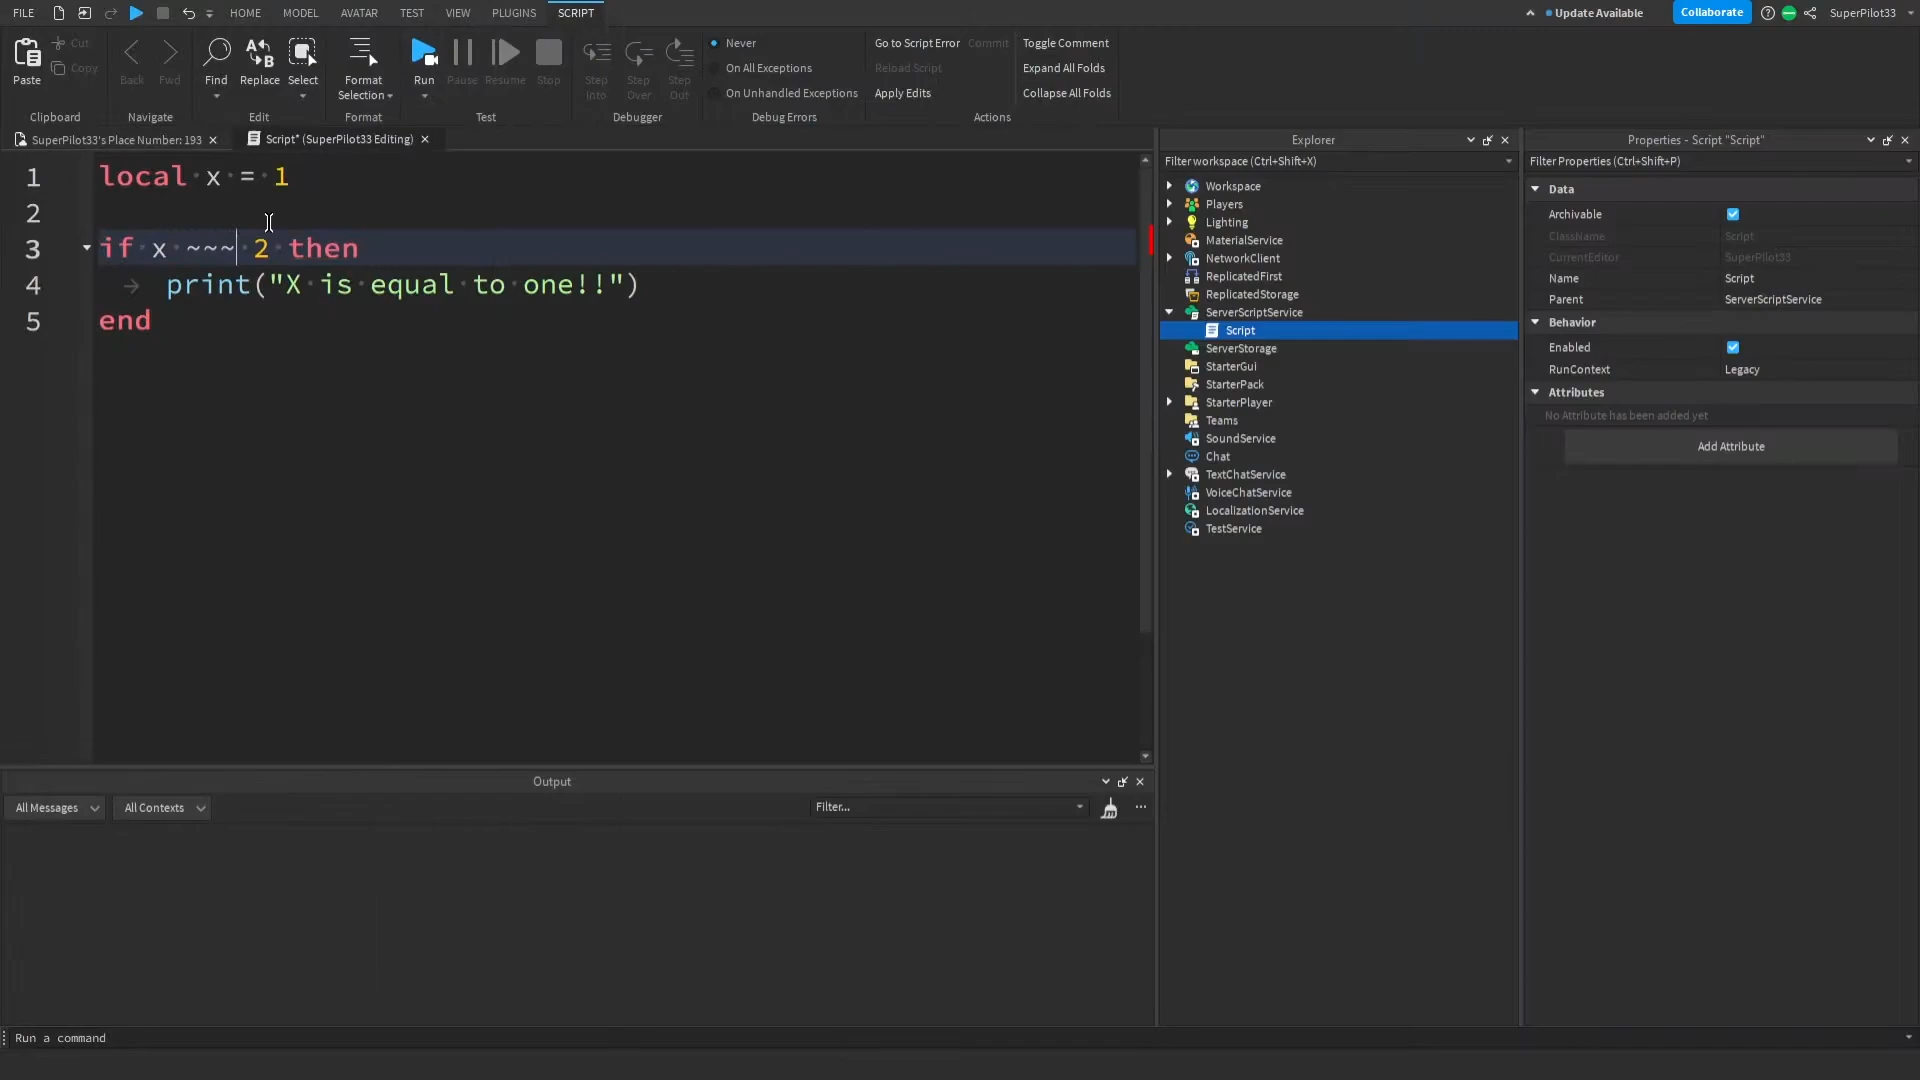 FILE HOME MODEL AVATAR TEST VIEW PLUGINS SCRIPT Update Available Collaborate SuperPilot33
Paste Cut Copy Back Fwd Find Replace Select Format Selection Run Pause Resume Stop Step Into Step Over Step Out
Never
On All Exceptions
On Unhandled Exceptions
Go to Script Error Commit
Reload Script
Apply Edits
Toggle Comment
Expand All Folds
Collapse All Folds
Clipboard Navigate Edit Format Test Debugger Debug Errors Actions
SuperPilot33's Place Number: 193 Script* (SuperPilot33 Editing)
1 local x = 1
2
3 if x ~~~ 2 then
4 print("X is equal to one!!")
5 end
Output
All Messages All Contexts Filter...
Run a command
Explorer
Filter workspace (Ctrl+Shift+X)
Workspace
Players
Lighting
MaterialService
NetworkClient
ReplicatedFirst
ReplicatedStorage
ServerScriptService
Script
ServerStorage
StarterGui
StarterPack
StarterPlayer
Teams
SoundService
Chat
TextChatService
VoiceChatService
LocalizationService
TestService
Properties - Script "Script"
Filter Properties (Ctrl+Shift+P)
Data
Archivable
ClassName Script
CurrentEditor SuperPilot33
Name Script
Parent ServerScriptService
Behavior
Enabled
RunContext Legacy
Attributes
No Attribute has been added yet
Add Attribute